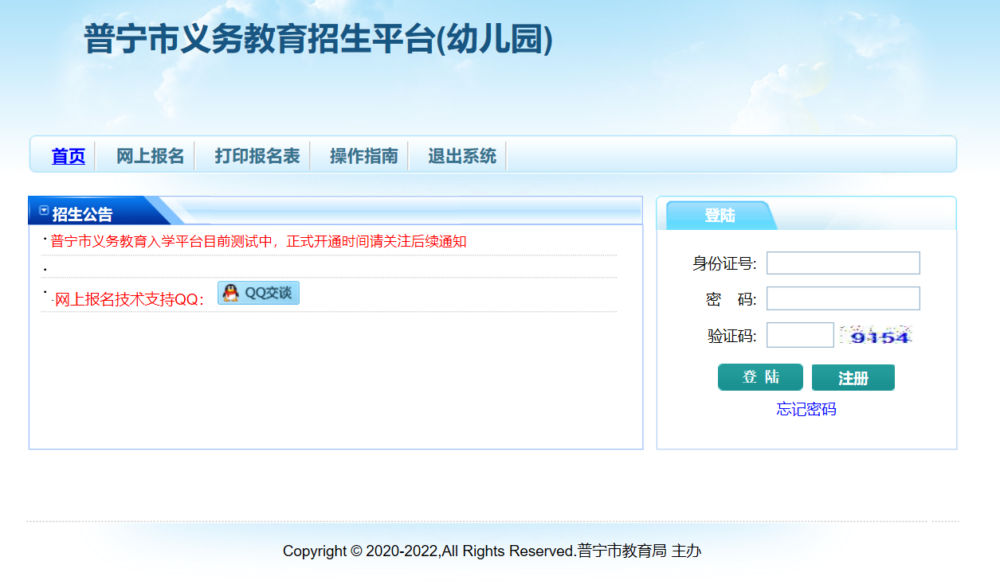 普宁市义务教育招生平台(幼儿园)
首页 网上报名 打印报名表 操作指南 退出系统
招生公告
普宁市义务教育入学平台目前测试中，正式开通时间请关注后续通知
.网上报名技术支持QQ： QQ交谈
登陆
身份证号:
密 码:
验证码: 9154
登 陆 注册
忘记密码
Copyright © 2020-2022,All Rights Reserved.普宁市教育局 主办